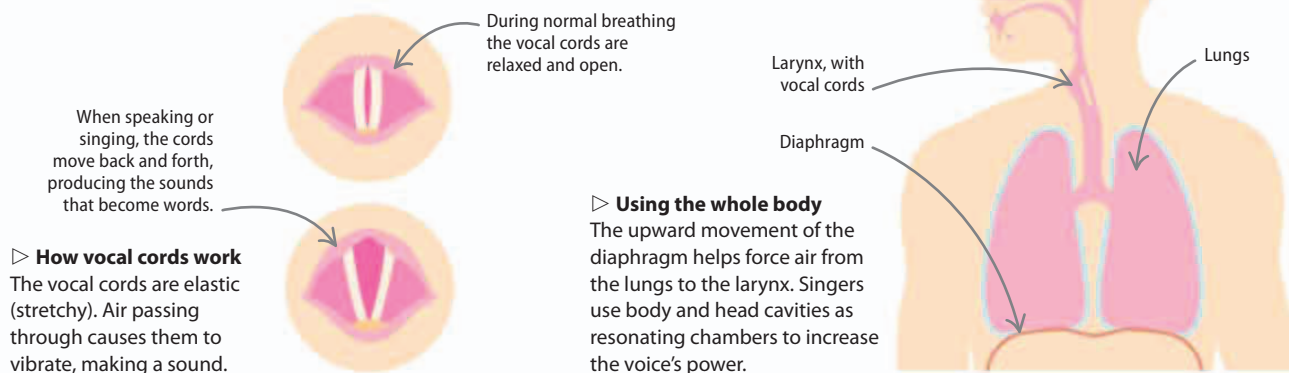 During normal breathing
the vocal cords are
relaxed and open.
When speaking or
singing, the cords
move back and forth,
producing the sounds
that become words.
▷ How vocal cords work
The vocal cords are elastic
(stretchy). Air passing
through causes them to
vibrate, making a sound.
Larynx, with
vocal cords
Lungs
Diaphragm
▷ Using the whole body
The upward movement of the
diaphragm helps force air from
the lungs to the larynx. Singers
use body and head cavities as
resonating chambers to increase
the voice’s power.